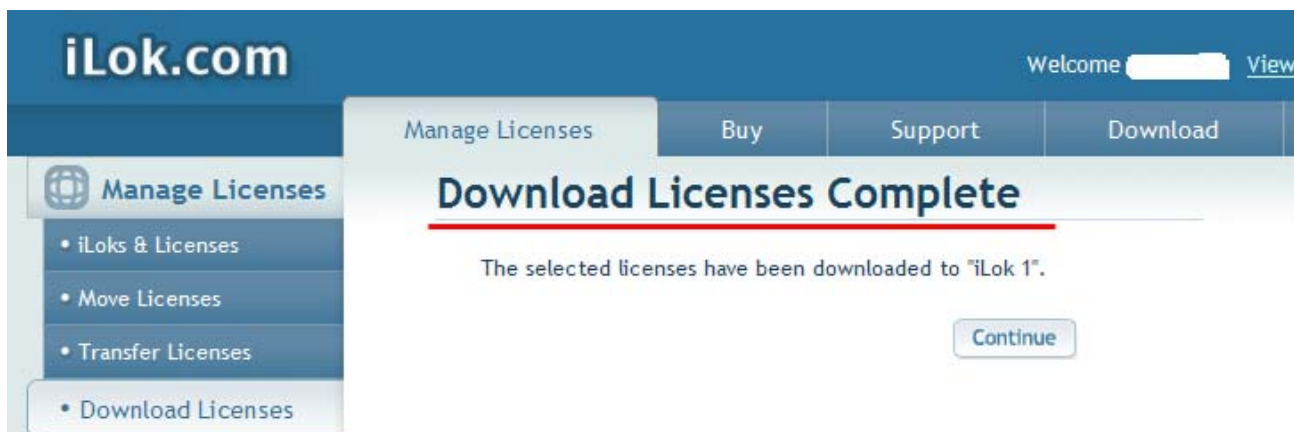 iLok.com
Welcome View
Manage Licenses Buy Support Download
Manage Licenses
Download Licenses Complete
• iLoks & Licenses
The selected licenses have been downloaded to "iLok 1".
• Move Licenses
Continue
• Transfer Licenses
• Download Licenses